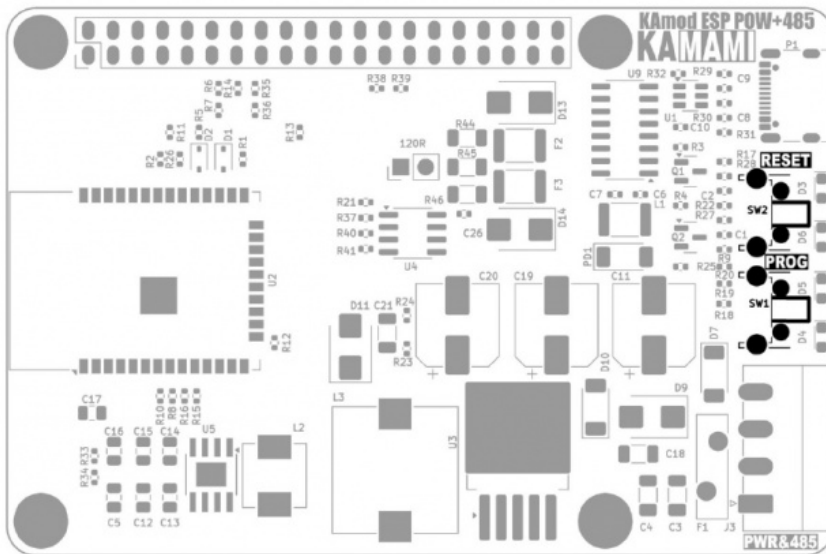 KAmod ESP POW+485
KAMAMI
P1
R6
R14
R35
R7
R36
R38
R39
U9
R32
R29
C9
D13
R5
R11
D2
D1
R13
R44
F2
U1
R30
C10
C8
R31
R2
R26
R1
120R
R45
R3
R17
R28
RESET
Q1
F3
R21
R46
C7
C6
C2
R4
R22
R27
SW2
D3
R37
R40
R41
U4
C26
D14
L1
Q2
C1
D6
PD1
R9
PROG
R25
R20
R19
R18
SW1
D5
D4
U2
C20
C19
C11
D11
C21
R24
R23
R12
D7
D10
D9
C17
R10
R8
R16
R15
L3
U3
C16
C15
C14
U5
L2
R33
R34
C18
C5
C12
C13
C4
C3
F1
J3
PWR&485